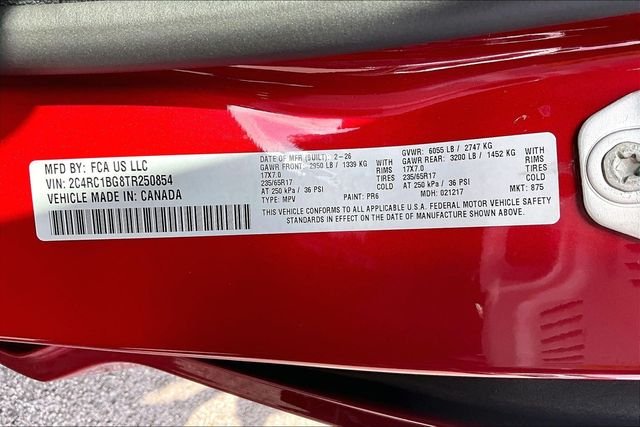 MFD BY: FCA US LLC
VIN: 2C4RC1BG8TR250854
VEHICLE MADE IN: CANADA
DATE OF MFR (BUILT): 2-26
GAWR FRONT: 2950 LB / 1339 KG WITH
17X7.0 RIMS
235/65R17 TIRES
AT 250 kPa / 36 PSI COLD
TYPE: MPV PAINT: PR6
GVWR: 6055 LB / 2747 KG
GAWR REAR: 3200 LB / 1452 KG WITH
17X7.0 RIMS
235/65R17 TIRES
AT 250 kPa / 36 PSI COLD
MDH: 021217 MKT: 875
THIS VEHICLE CONFORMS TO ALL APPLICABLE U.S.A. FEDERAL MOTOR VEHICLE SAFETY
STANDARDS IN EFFECT ON THE DATE OF MANUFACTURE SHOWN ABOVE.